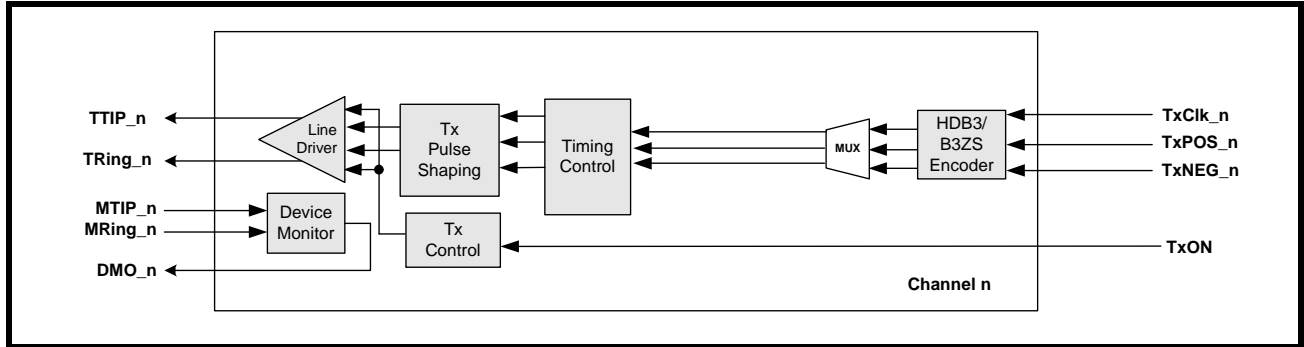 TTIP_n
TRing_n
MTIP_n
MRing_n
DMO_n
Line
Driver
Device
Monitor
Tx
Pulse
Shaping
Tx
Control
Timing
Control
MUX
HDB3/
B3ZS
Encoder
TxClk_n
TxPOS_n
TxNEG_n
TxON
Channel n